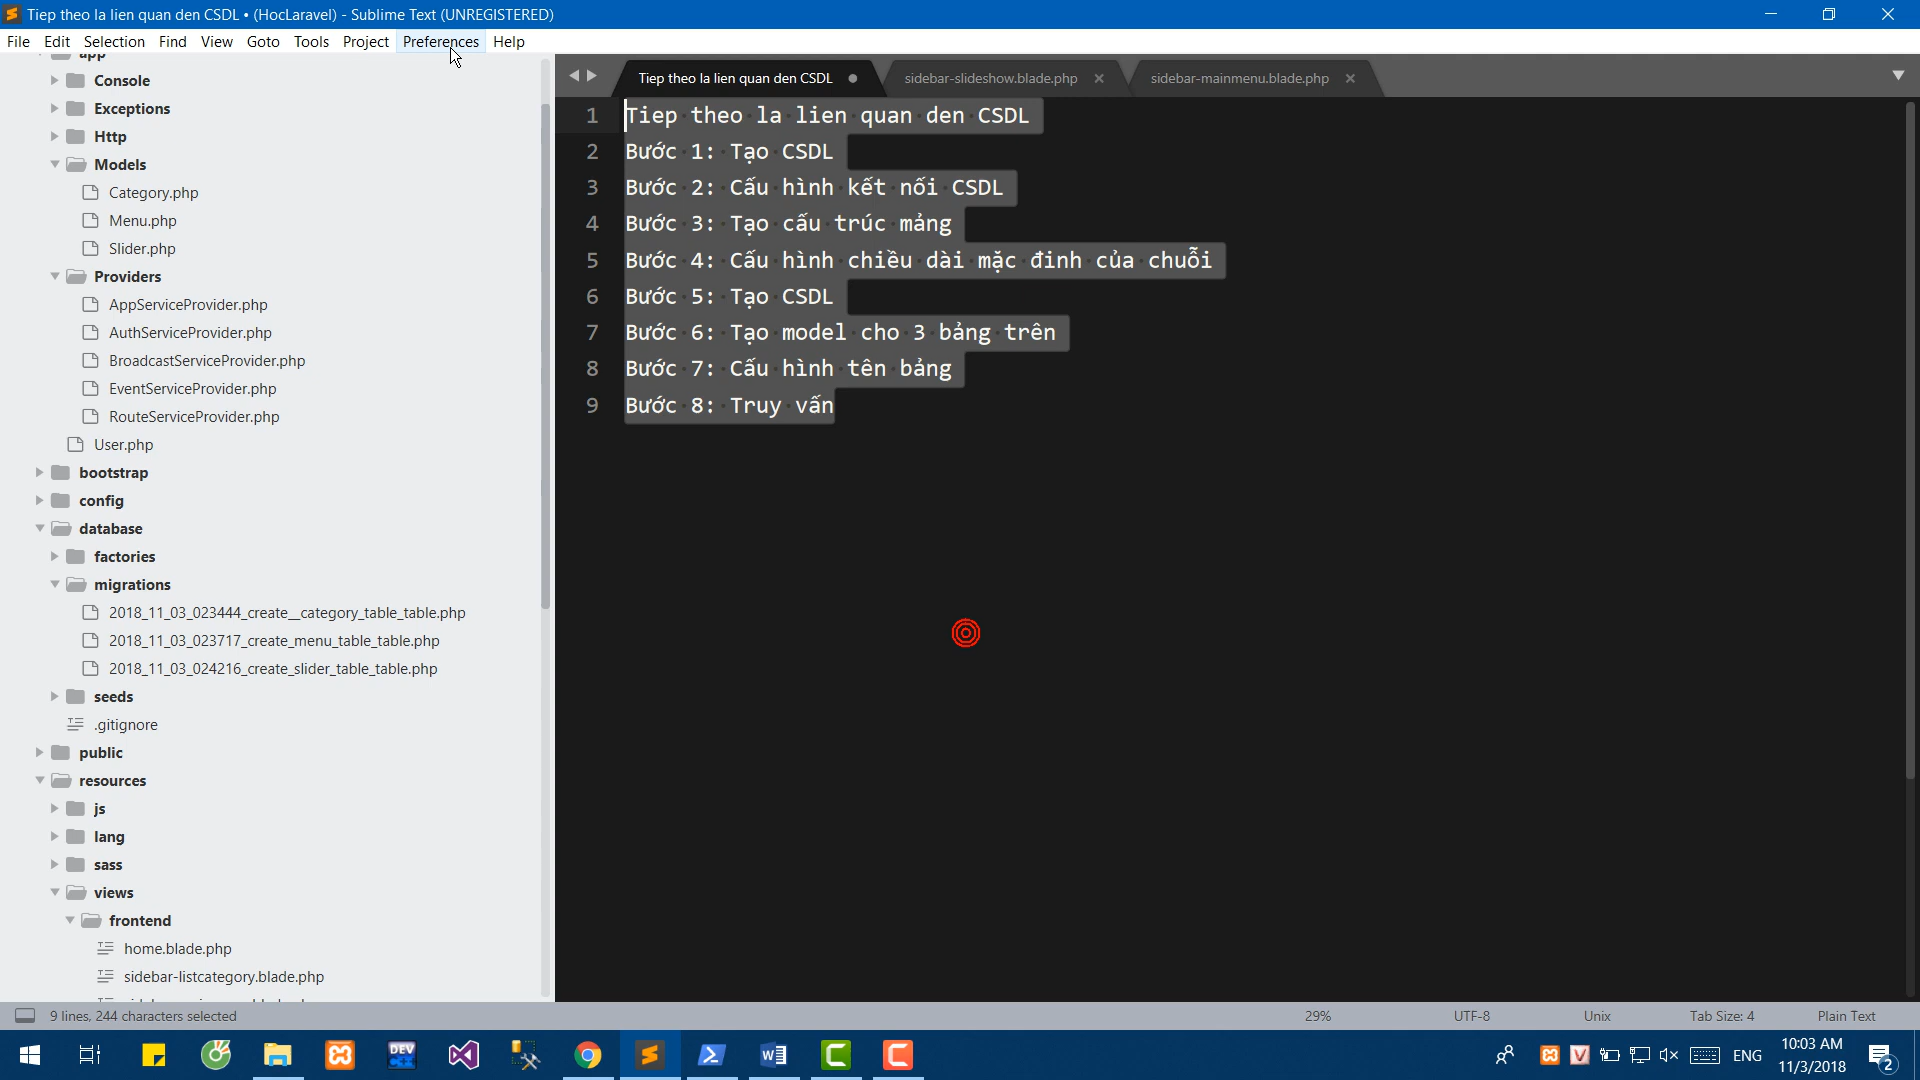 Tiep theo la lien quan den CSDL • (HocLaravel) - Sublime Text (UNREGISTERED)
File Edit Selection Find View Goto Tools Project Preferences Help
app
Console
Exceptions
Http
Models
Category.php
Menu.php
Slider.php
Providers
AppServiceProvider.php
AuthServiceProvider.php
BroadcastServiceProvider.php
EventServiceProvider.php
RouteServiceProvider.php
User.php
bootstrap
config
database
factories
migrations
2018_11_03_023444_create__category_table_table.php
2018_11_03_023717_create_menu_table_table.php
2018_11_03_024216_create_slider_table_table.php
seeds
.gitignore
public
resources
js
lang
sass
views
frontend
home.blade.php
sidebar-listcategory.blade.php
Tiep theo la lien quan den CSDL
sidebar-slideshow.blade.php
sidebar-mainmenu.blade.php
1 Tiep theo la lien quan den CSDL
2 Bước 1: Tạo CSDL
3 Bước 2: Cấu hình kết nối CSDL
4 Bước 3: Tạo cấu trúc mảng
5 Bước 4: Cấu hình chiều dài mặc đinh của chuỗi
6 Bước 5: Tạo CSDL
7 Bước 6: Tạo model cho 3 bảng trên
8 Bước 7: Cấu hình tên bảng
9 Bước 8: Truy vấn
9 lines, 244 characters selected
29%
UTF-8
Unix
Tab Size: 4
Plain Text
DEV
ENG
10:03 AM
11/3/2018
2